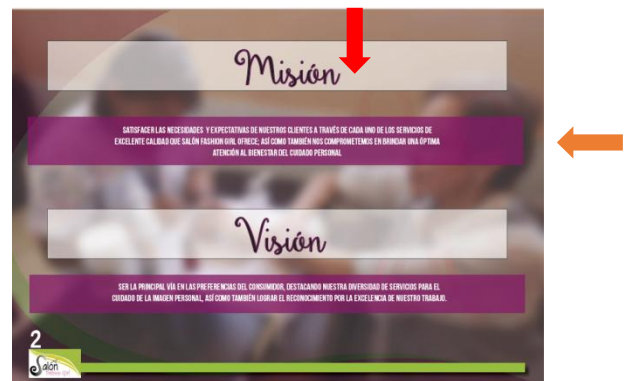 Misión
SATISFACER LAS NECESIDADES Y EXPECTATIVAS DE NUESTROS CLIENTES A TRAVÉS DE CADA UNO DE LOS SERVICIOS DE
EXCELENTE CALIDAD QUE SALÓN FASHION GIRL OFRECE; ASÍ COMO TAMBIÉN NOS COMPROMETEMOS EN BRINDAR UNA ÓPTIMA
ATENCIÓN AL BIENESTAR DEL CUIDADO PERSONAL
Visión
SER LA PRINCIPAL VÍA EN LAS PREFERENCIAS DEL CONSUMIDOR, DESTACANDO NUESTRA DIVERSIDAD DE SERVICIOS PARA EL
CUIDADO DE LA IMAGEN PERSONAL, ASÍ COMO TAMBIÉN LOGRAR EL RECONOCIMIENTO POR LA EXCELENCIA DE NUESTRO TRABAJO.
2
Salón
Fashion Girl